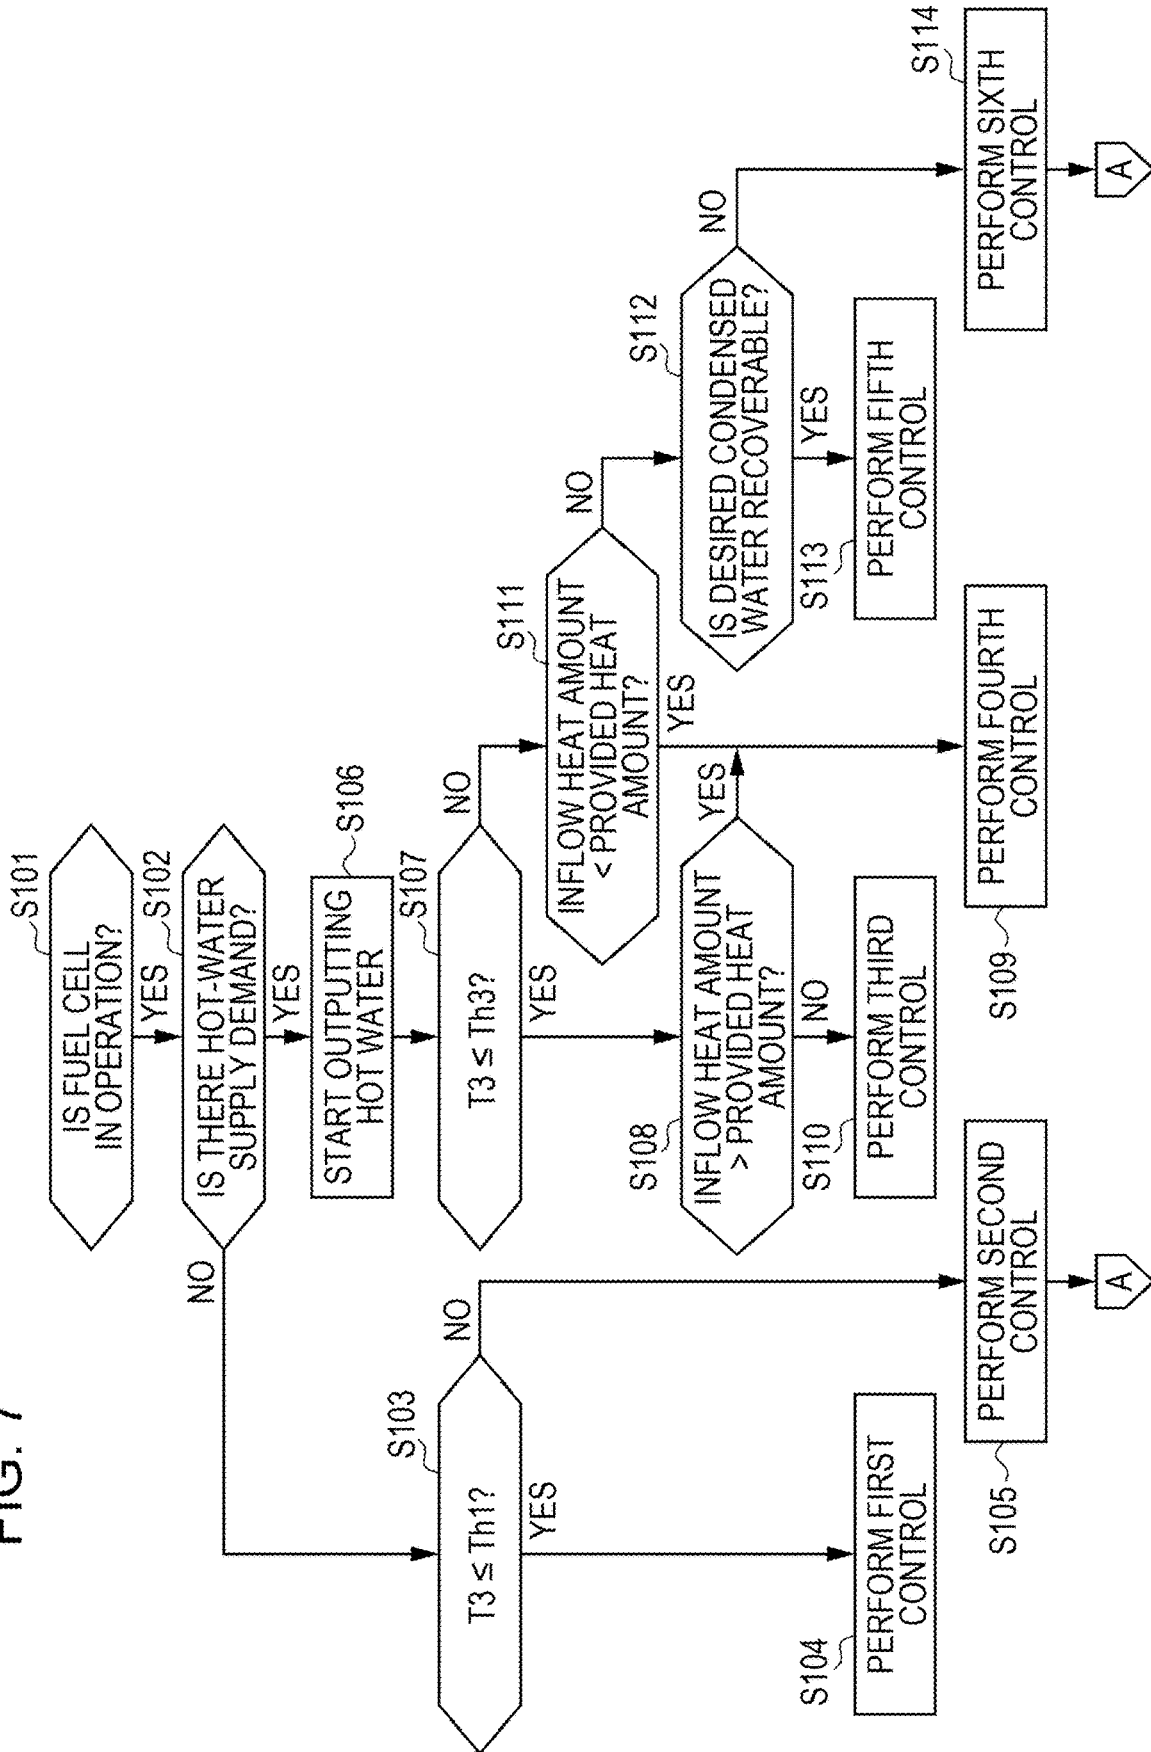 FIG. 7
S101
IS FUEL CELL
IN OPERATION?
YES
S102
IS THERE HOT-WATER
SUPPLY DEMAND?
NO
YES
S106
START OUTPUTTING
HOT WATER
S103
T3 ≤ Th1?
NO
YES
S107
T3 ≤ Th3?
NO
YES
S111
INFLOW HEAT AMOUNT
< PROVIDED HEAT
AMOUNT?
NO
YES
S108
INFLOW HEAT AMOUNT
> PROVIDED HEAT
AMOUNT?
YES
NO
S112
IS DESIRED CONDENSED
WATER RECOVERABLE?
NO
YES
S104
PERFORM FIRST
CONTROL
S110
PERFORM THIRD
CONTROL
S113
PERFORM FIFTH
CONTROL
S105
PERFORM SECOND
CONTROL
S109
PERFORM FOURTH
CONTROL
S114
PERFORM SIXTH
CONTROL
A
A